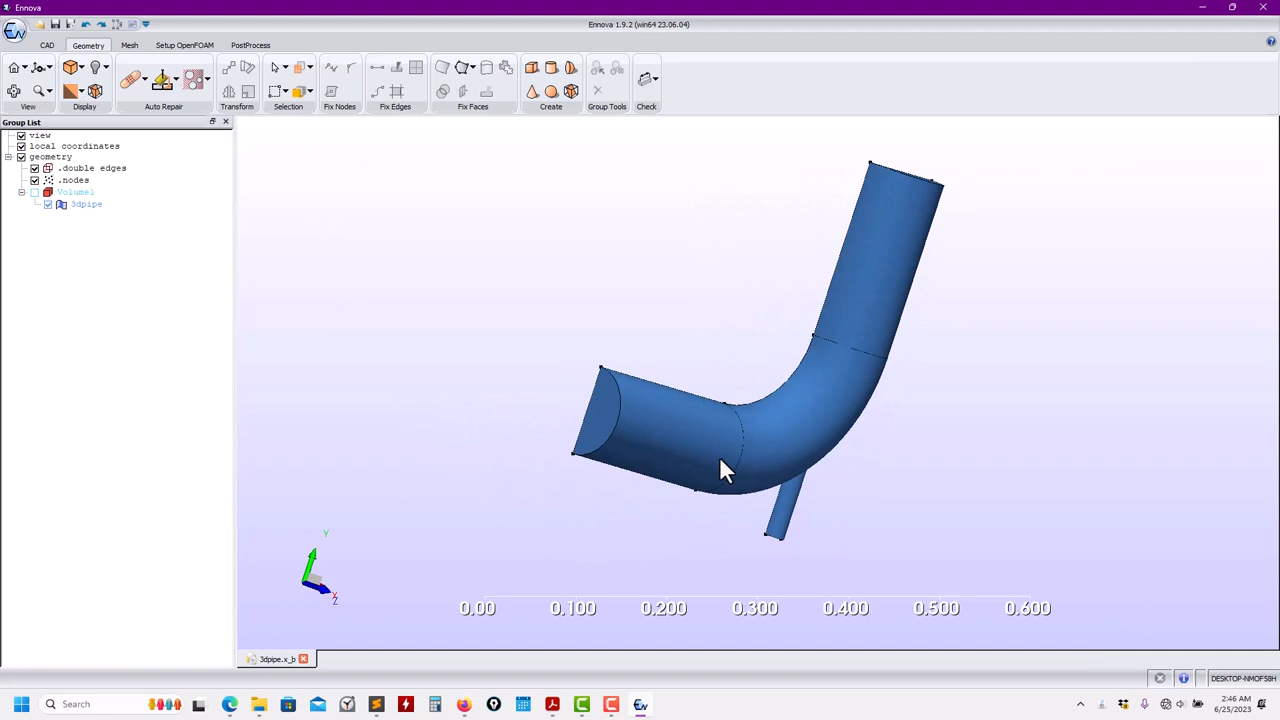 Ennova
Ennova 1.9.2 (win64 23.06.04)
CAD Geometry Mesh Setup OpenFOAM PostProcess
View Display Auto Repair Transform Selection Fix Nodes Fix Edges Fix Faces Create Group Tools Check
Group List
view
local coordinates
geometry
.double edges
.nodes
Volume1
3dpipe
Y
X
Z
0.00 0.100 0.200 0.300 0.400 0.500 0.600
3dpipe.x_b
DESKTOP-NMOF58H
Search
2:46 AM
6/25/2023